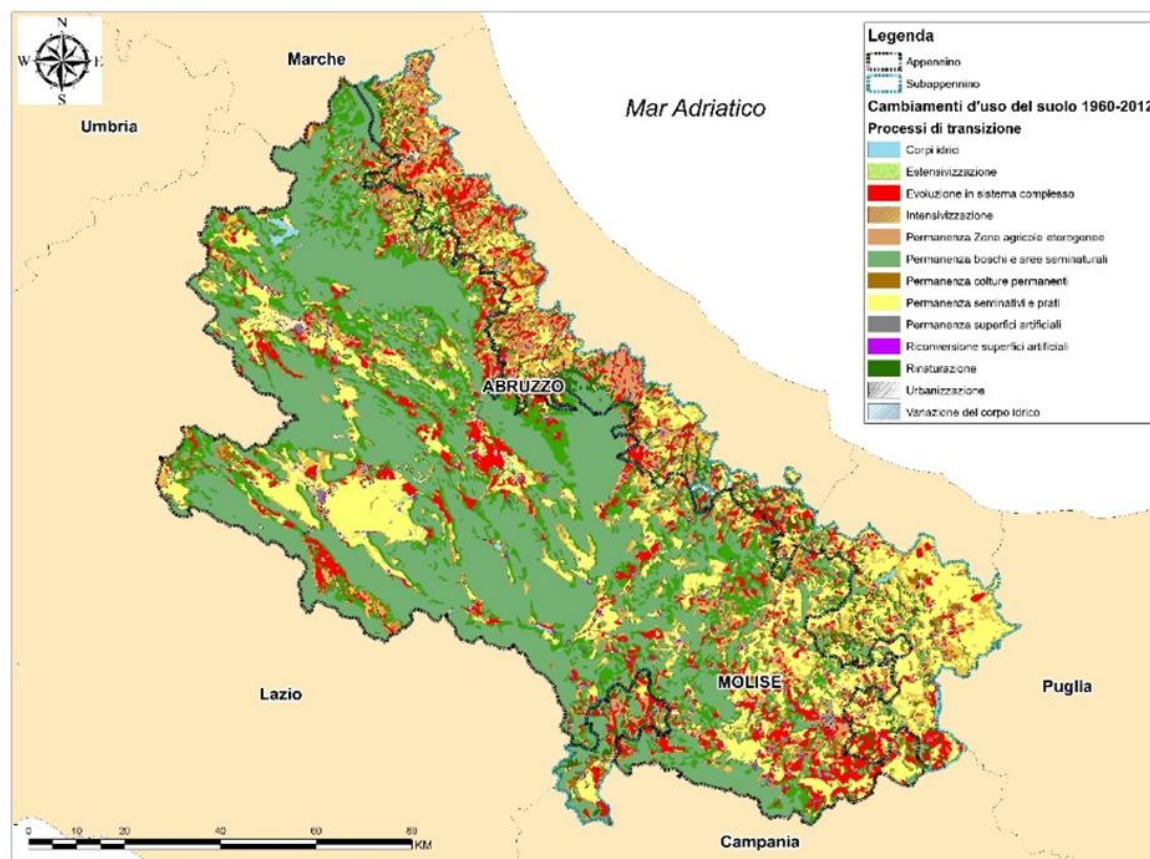 N
W E
S
Marche
Umbria
Mar Adriatico
Legenda
Appennino
Subappennino
Cambiamenti d'uso del suolo 1960-2012
Processi di transizione
Corpi idrici
Estensivizzazione
Evoluzione in sistema complesso
Intensivizzazione
Permanenza Zone agricole eterogenee
Permanenza boschi e aree seminaturali
Permanenza colture permanenti
Permanenza seminativi e prati
Permanenza superfici artificiali
Riconversione superfici artificiali
Rinaturazione
Urbanizzazione
Variazione del corpo idrico
ABRUZZO
MOLISE
Lazio
Puglia
Campania
0 10 20 40 60 80
KM